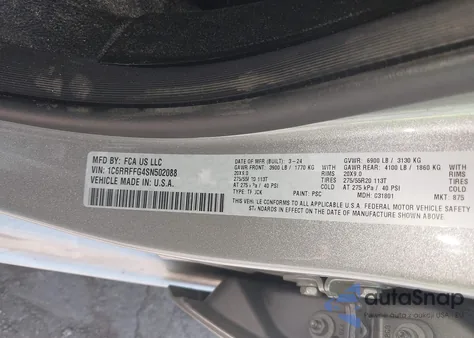 MFD BY: FCA US LLC
VIN: 1C6RRFFG4SN502088
VEHICLE MADE IN U.S.A.
DATE OF MFR (BUILT): 3-24 GVWR: 6900 LB / 3130 KG
GAWR FRONT: 3900 LB / 1770 KG GAWR REAR: 4100 LB / 1860 KG
RIMS RIMS
20X9.0 20X9.0
275/55R20 113T 275/55R20 113T
AT 275 kPa / 40 PSI AT 275 kPa / 40 PSI
TYPE: PAINT: PSC MDH: 031801 MKT: 875
THIS VEHICLE CONFORMS TO ALL APPLICABLE U.S.A. FEDERAL MOTOR VEHICLE SAFETY
STANDARDS IN EFFECT ON THE DATE OF MANUFACTURE SHOWN ABOVE.
autoSnap